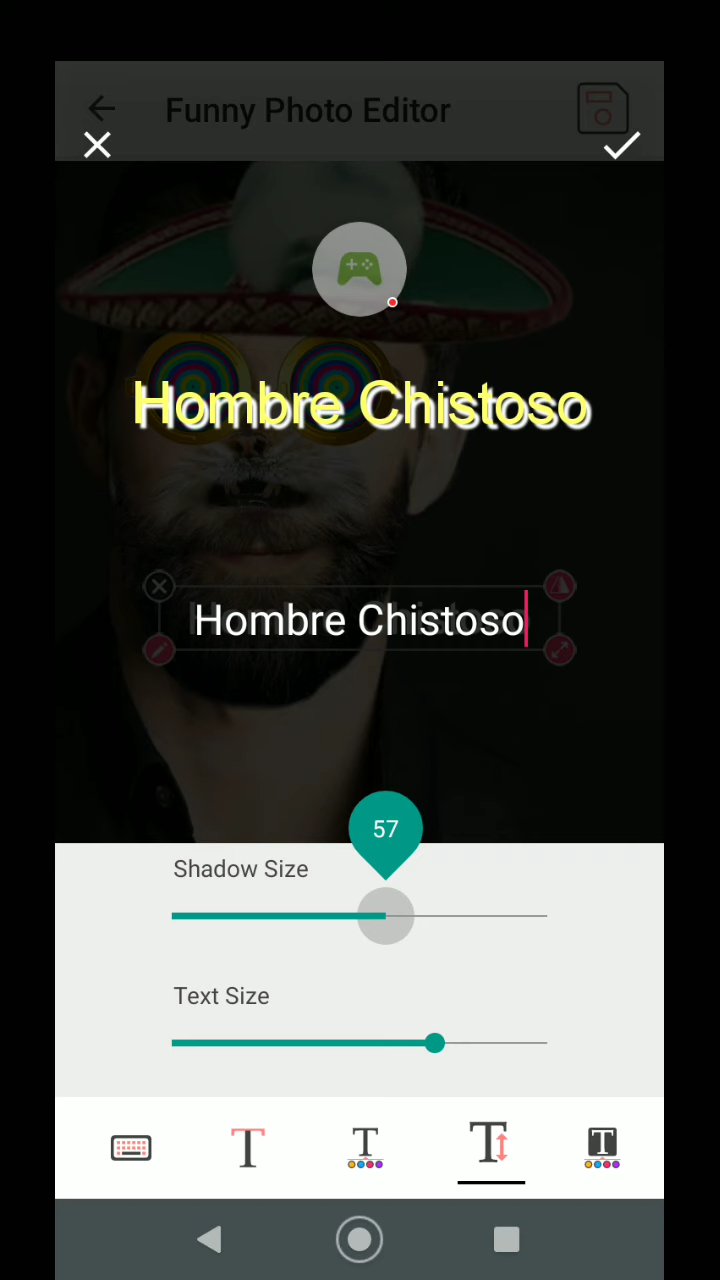 Funny Photo Editor
Hombre Chistoso
Hombre Chistoso
57
Shadow Size
Text Size